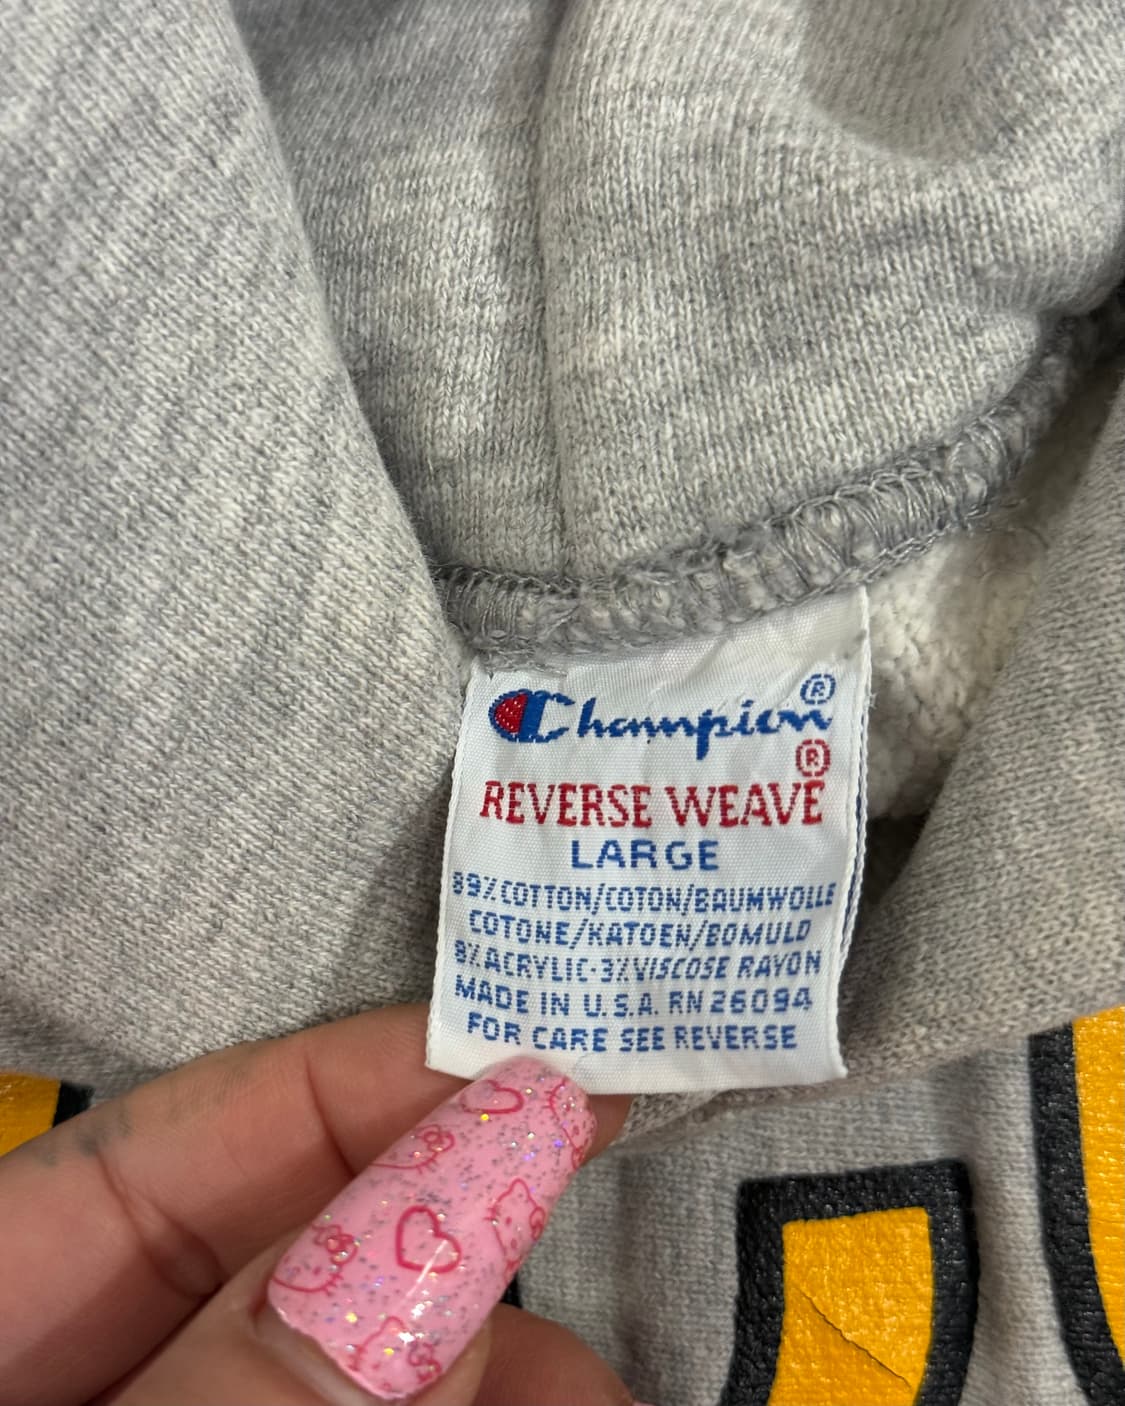 Champion®
REVERSE WEAVE®
LARGE
89% COTTON/COTON/BAUMWOLLE
COTONE/KATOEN/BOMULD
8% ACRYLIC·3% VISCOSE RAYON
MADE IN U.S.A. RN 26094
FOR CARE SEE REVERSE